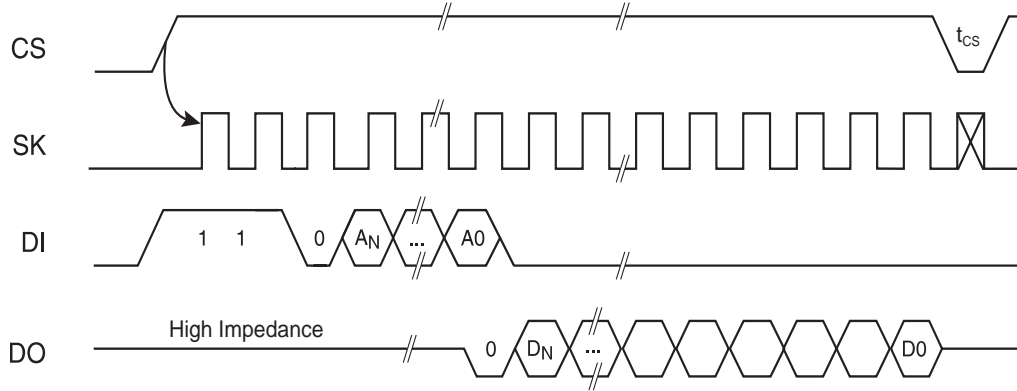 CS
tCS
SK
DI
1 1 0 AN ... A0
High Impedance
DO
0 DN ... D0